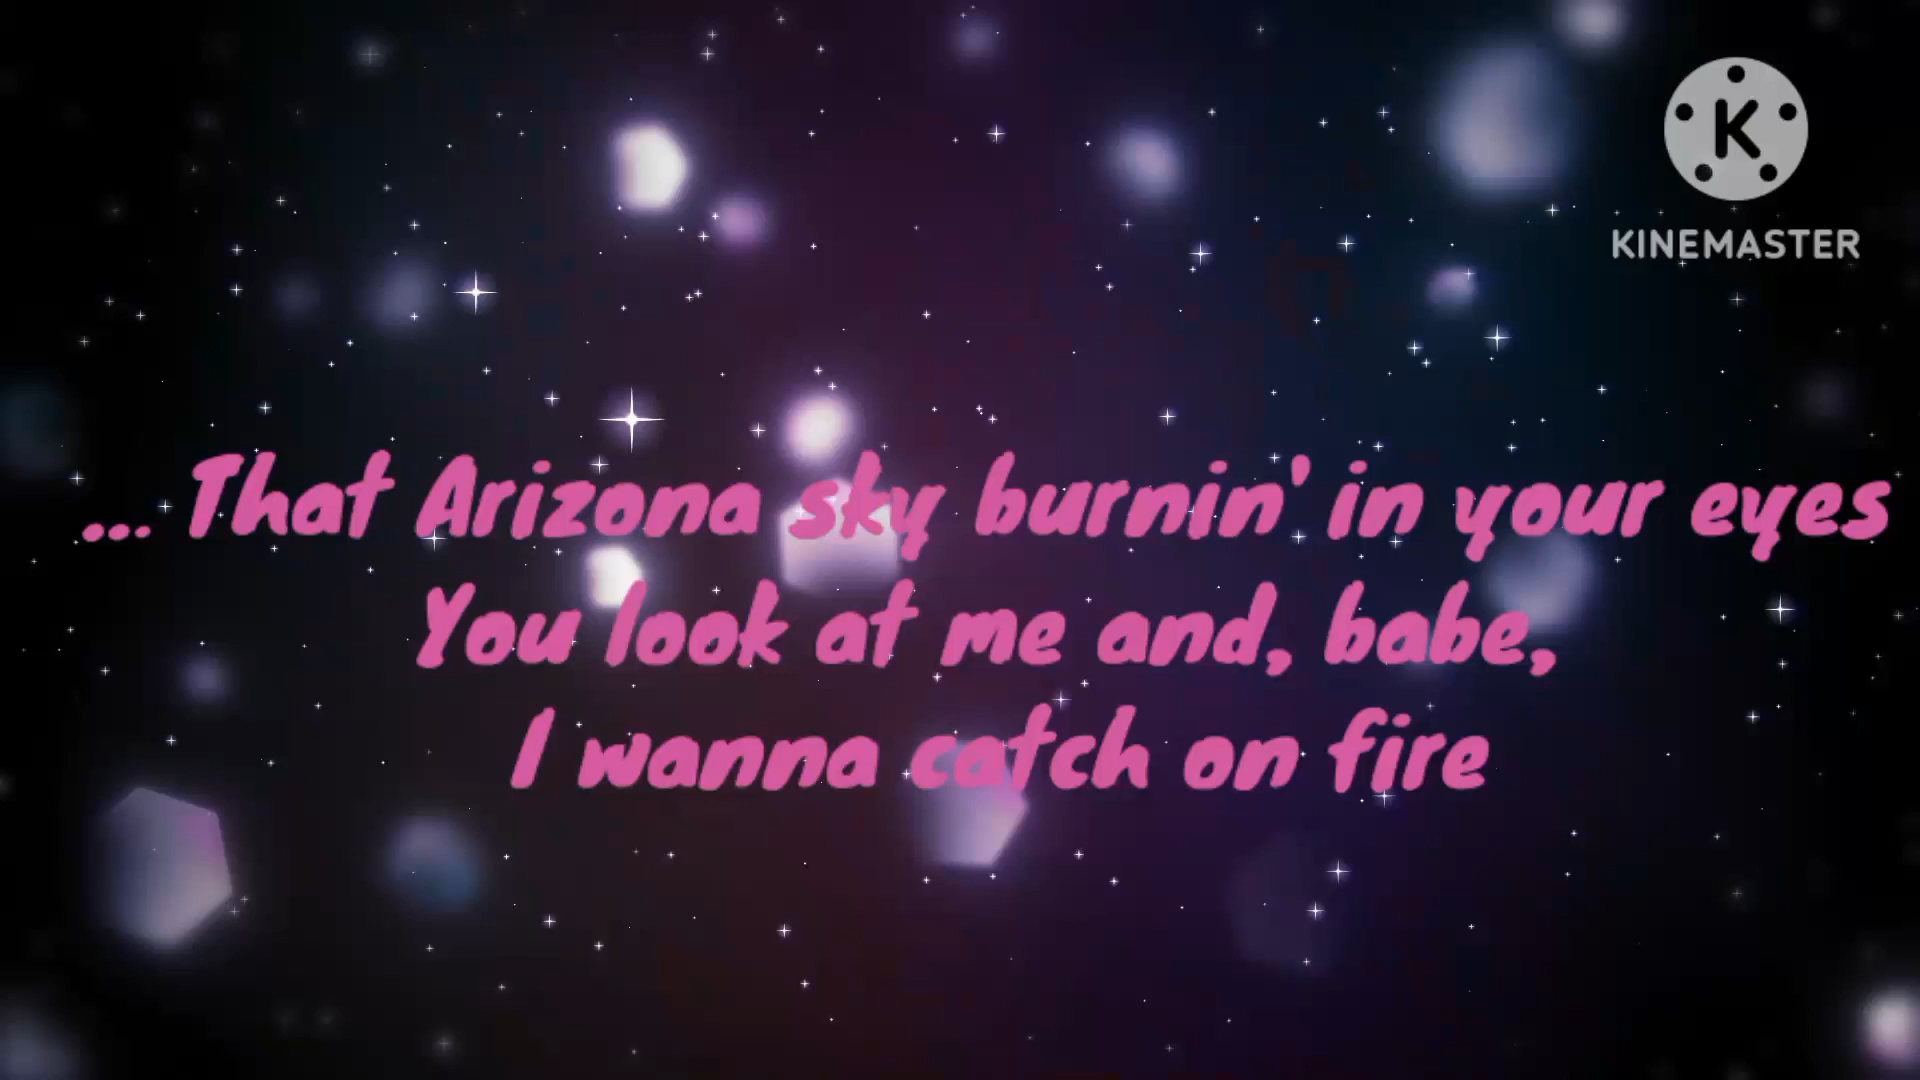 K
KINEMASTER
... That Arizona sky burnin' in your eyes
You look at me and, babe,
I wanna catch on fire